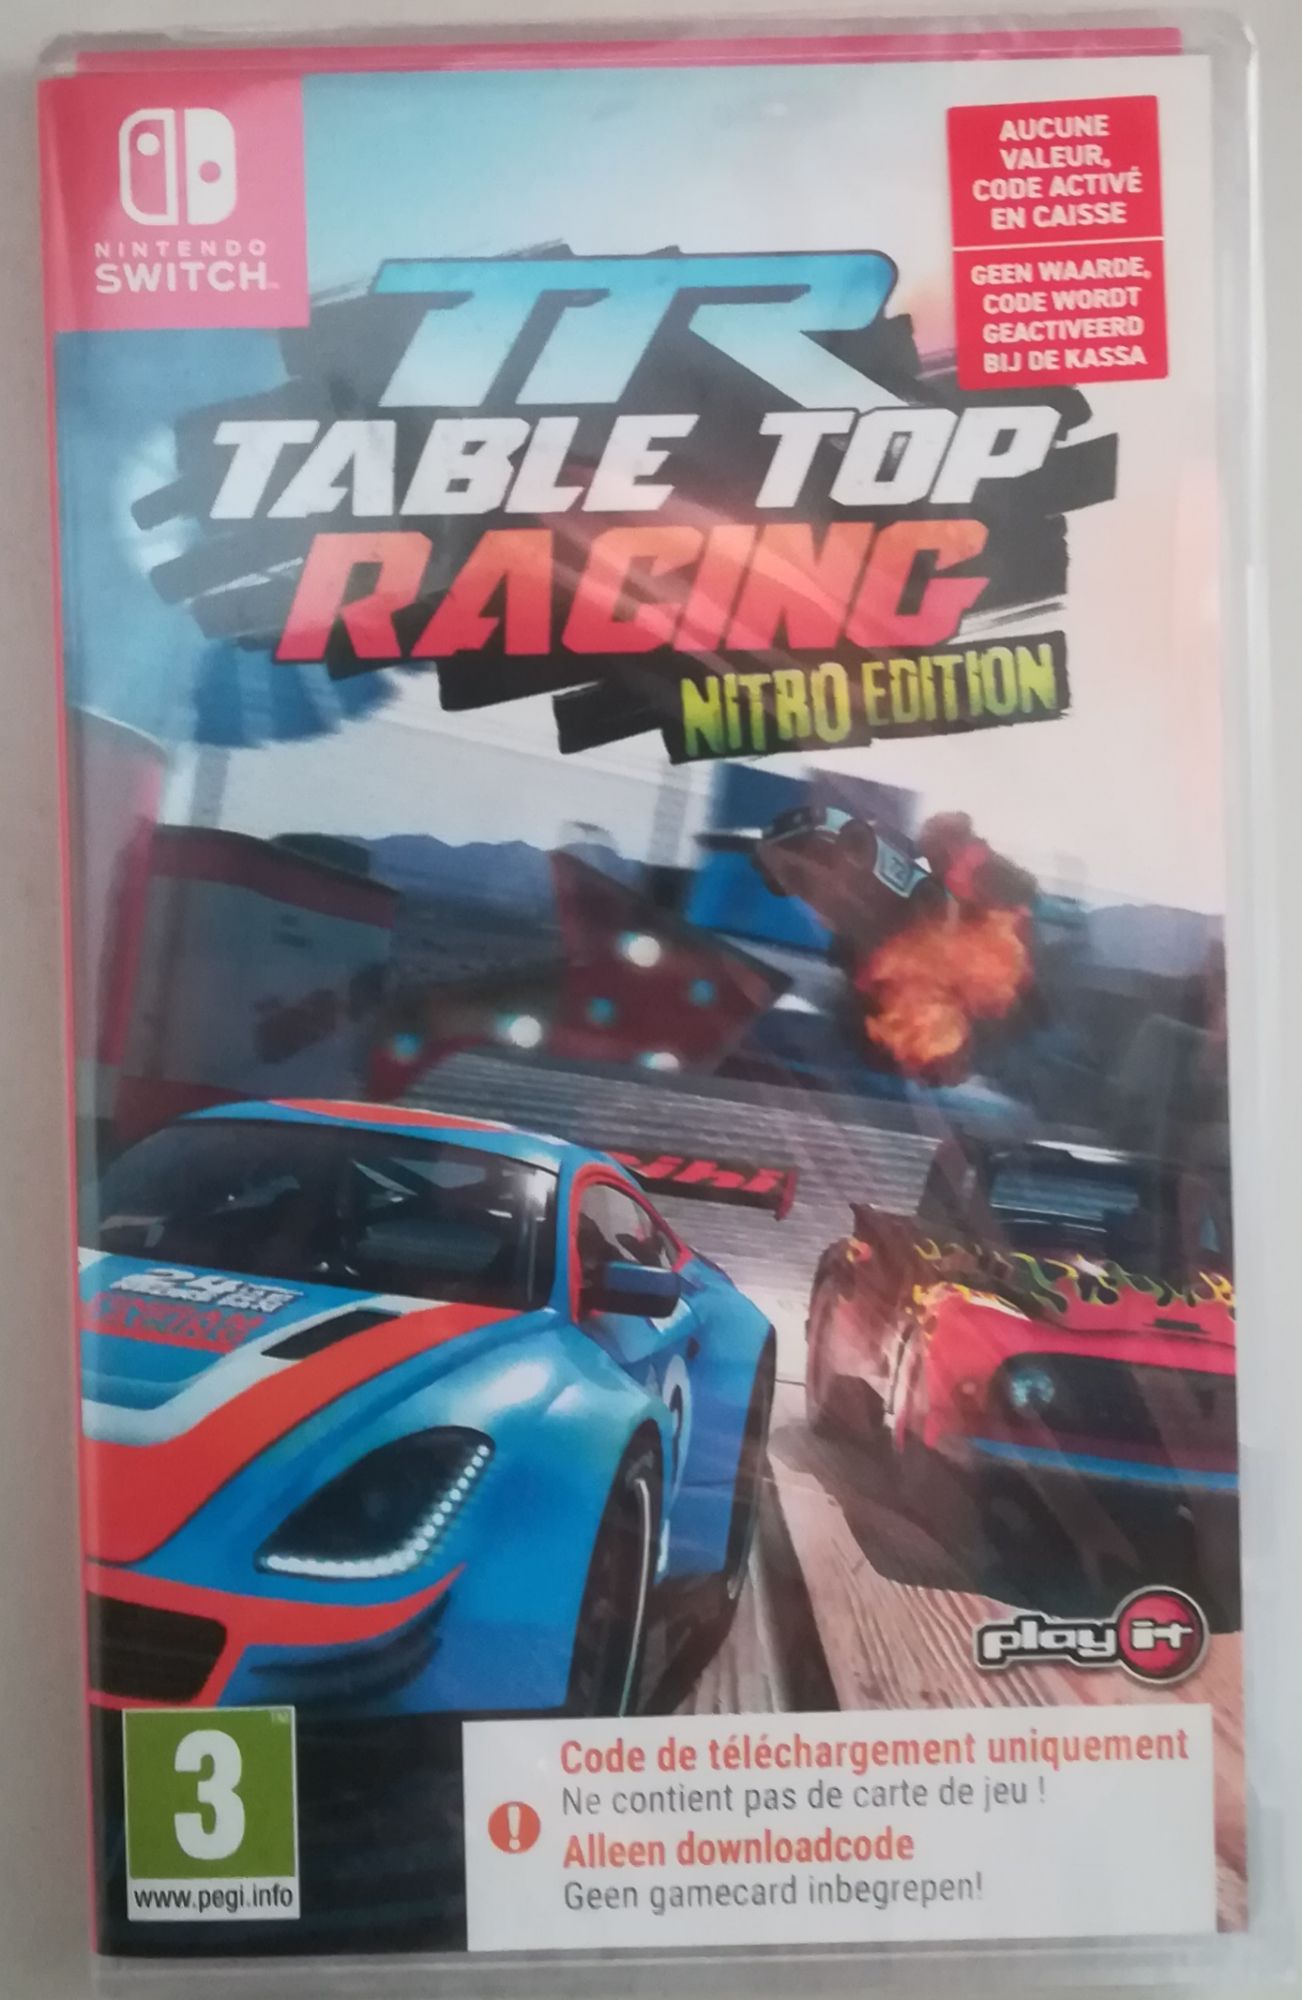 NINTENDO
SWITCH
AUCUNE
VALEUR,
CODE ACTIVÉ
EN CAISSE
GEEN WAARDE,
CODE WORDT
GEACTIVEERD
BIJ DE KASSA
TTR
TABLE TOP
RACING
NITRO EDITION
72
24
play it
3
www.pegi.info
Code de téléchargement uniquement
Ne contient pas de carte de jeu !
Alleen downloadcode
Geen gamecard inbegrepen!